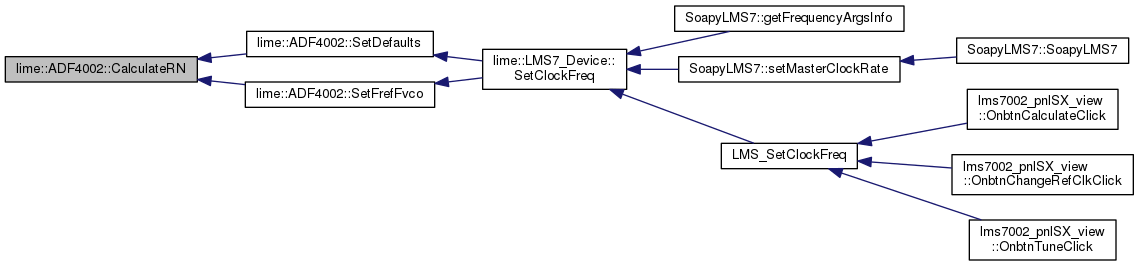 lime::ADF4002::CalculateRN
lime::ADF4002::SetDefaults
lime::ADF4002::SetFrefFvco
lime::LMS7_Device::
SetClockFreq
SoapyLMS7::getFrequencyArgsInfo
SoapyLMS7::setMasterClockRate
SoapyLMS7::SoapyLMS7
LMS_SetClockFreq
lms7002_pnlSX_view
::OnbtnCalculateClick
lms7002_pnlSX_view
::OnbtnChangeRefClkClick
lms7002_pnlSX_view
::OnbtnTuneClick